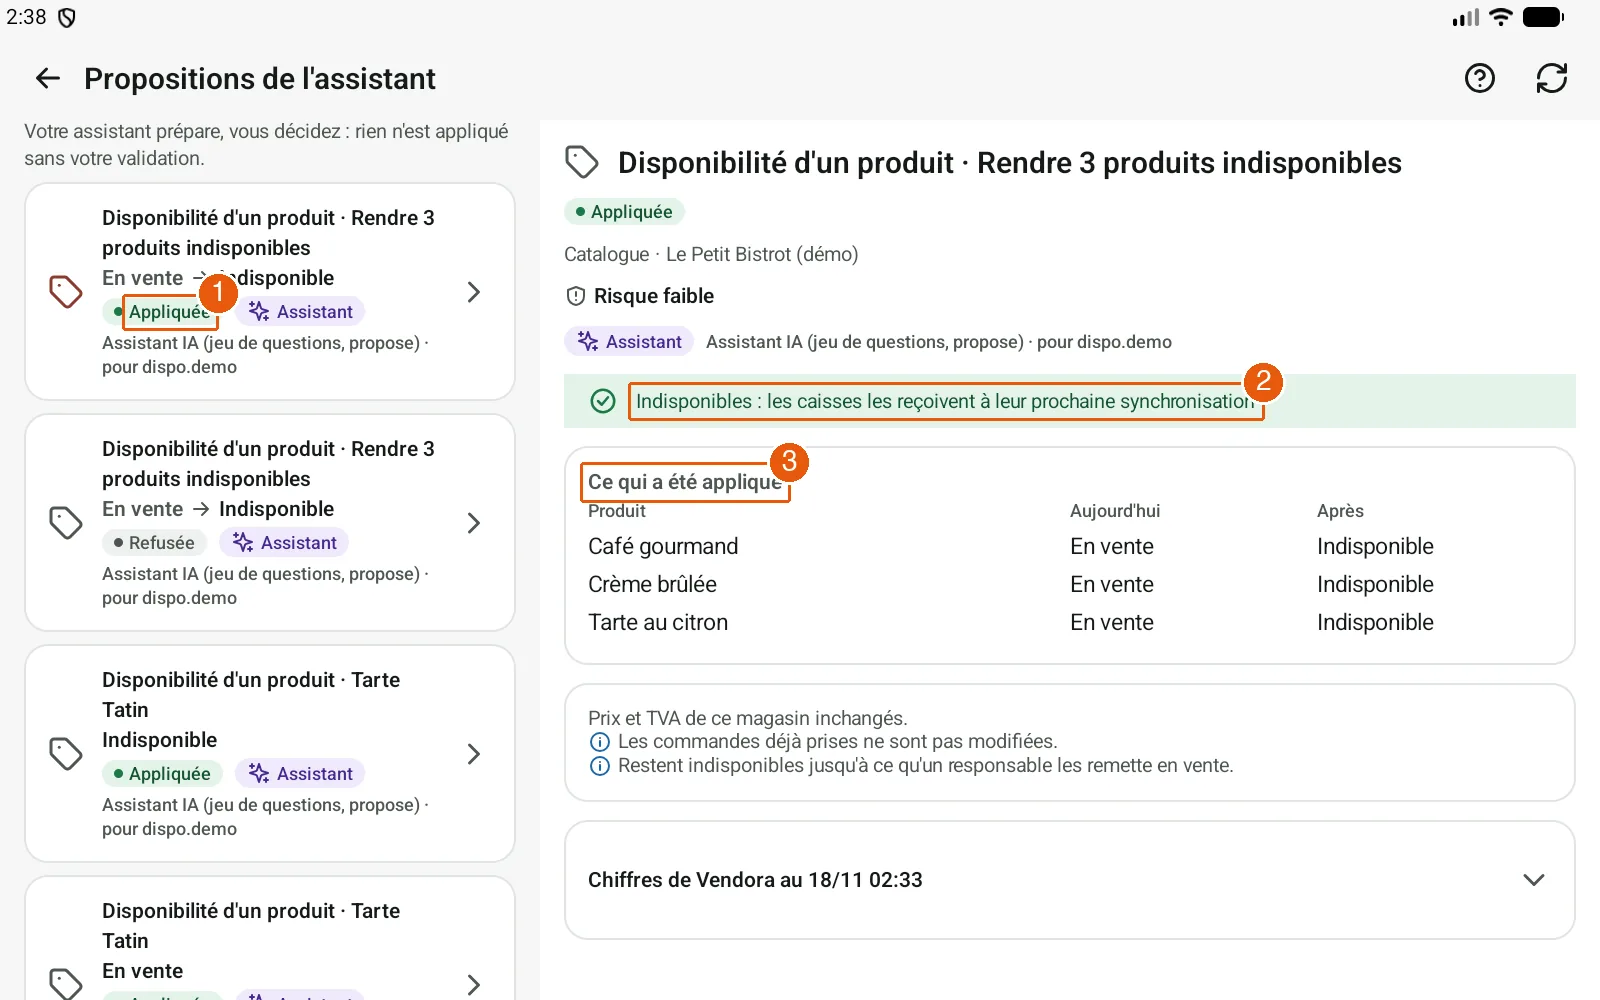 2:38
Propositions de l'assistant
Votre assistant prépare, vous décidez : rien n'est appliqué
sans votre validation.
Disponibilité d'un produit · Rendre 3
produits indisponibles
En vente → Indisponible
1
Appliquée
Assistant
Assistant IA (jeu de questions, propose) ·
pour dispo.demo
Disponibilité d'un produit · Rendre 3
produits indisponibles
En vente → Indisponible
Refusée
Assistant
Assistant IA (jeu de questions, propose) ·
pour dispo.demo
Disponibilité d'un produit · Tarte
Tatin
Indisponible
Appliquée
Assistant
Assistant IA (jeu de questions, propose) ·
pour dispo.demo
Disponibilité d'un produit · Tarte
Tatin
En vente
Disponibilité d'un produit · Rendre 3 produits indisponibles
Appliquée
Catalogue · Le Petit Bistrot (démo)
Risque faible
Assistant Assistant IA (jeu de questions, propose) · pour dispo.demo
2
Indisponibles : les caisses les reçoivent à leur prochaine synchronisation
3
Ce qui a été appliqué
Produit Aujourd'hui Après
Café gourmand En vente Indisponible
Crème brûlée En vente Indisponible
Tarte au citron En vente Indisponible
Prix et TVA de ce magasin inchangés.
Les commandes déjà prises ne sont pas modifiées.
Restent indisponibles jusqu'à ce qu'un responsable les remette en vente.
Chiffres de Vendora au 18/11 02:33